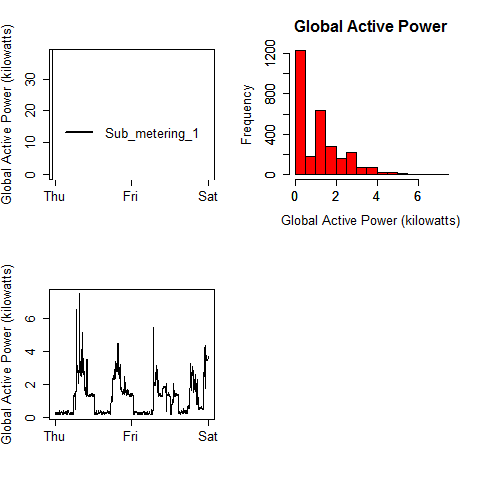 Global Active Power (kilowatts)
0 10 20 30
Sub_metering_1
Thu Fri Sat
Global Active Power
Frequency
0 400 800 1200
0 2 4 6
Global Active Power (kilowatts)
Global Active Power (kilowatts)
0 2 4 6
Thu Fri Sat